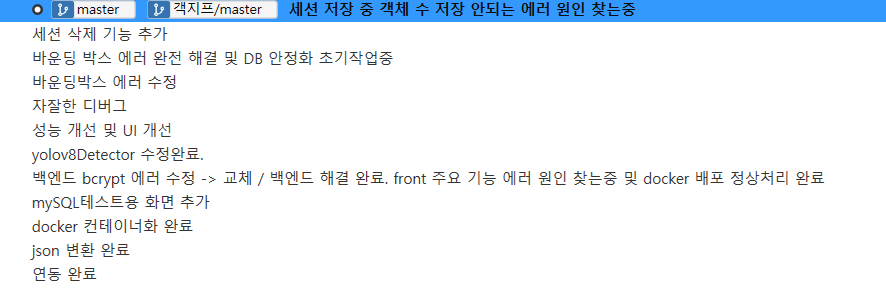 master 객지프/master 세션 저장 중 객체 수 저장 안되는 에러 원인 찾는중
세션 삭제 기능 추가
바운딩 박스 에러 완전 해결 및 DB 안정화 초기작업중
바운딩박스 에러 수정
자잘한 디버그
성능 개선 및 UI 개선
yolov8Detector 수정완료.
백엔드 bcrypt 에러 수정 -> 교체 / 백엔드 해결 완료. front 주요 기능 에러 원인 찾는중 및 docker 배포 정상처리 완료
mySQL테스트용 화면 추가
docker 컨테이너화 완료
json 변환 완료
연동 완료